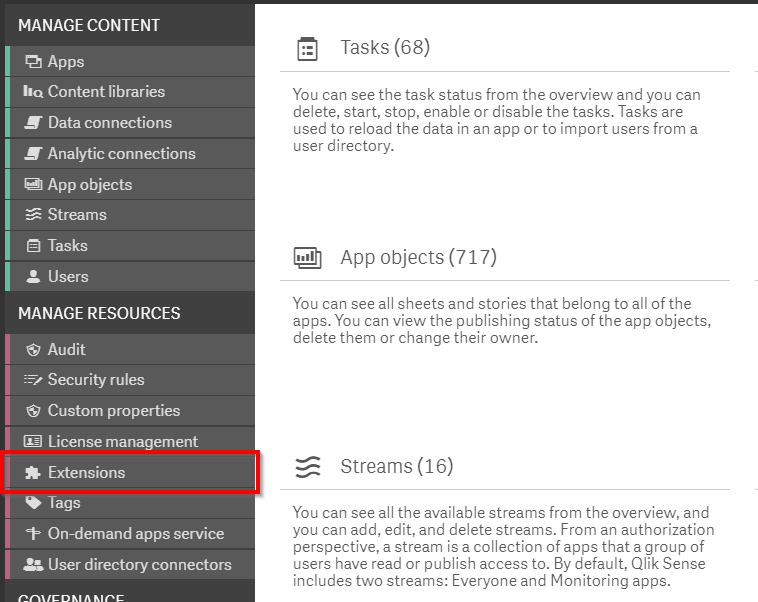 MANAGE CONTENT
Apps
Content libraries
Data connections
Analytic connections
App objects
Streams
Tasks
Users
MANAGE RESOURCES
Audit
Security rules
Custom properties
License management
Extensions
Tags
On-demand apps service
User directory connectors
GOVERNANCE
Tasks (68)
You can see the task status from the overview and you can
delete, start, stop, enable or disable the tasks. Tasks are
used to reload the data in an app or to import users from a
user directory.
App objects (717)
You can see all sheets and stories that belong to all of the
apps. You can view the publishing status of the app objects,
delete them or change their owner.
Streams (16)
You can see all the available streams from the overview, and
you can add, edit, and delete streams. From an authorization
perspective, a stream is a collection of apps that a group of
users have read or publish access to. By default, Qlik Sense
includes two streams: Everyone and Monitoring apps.